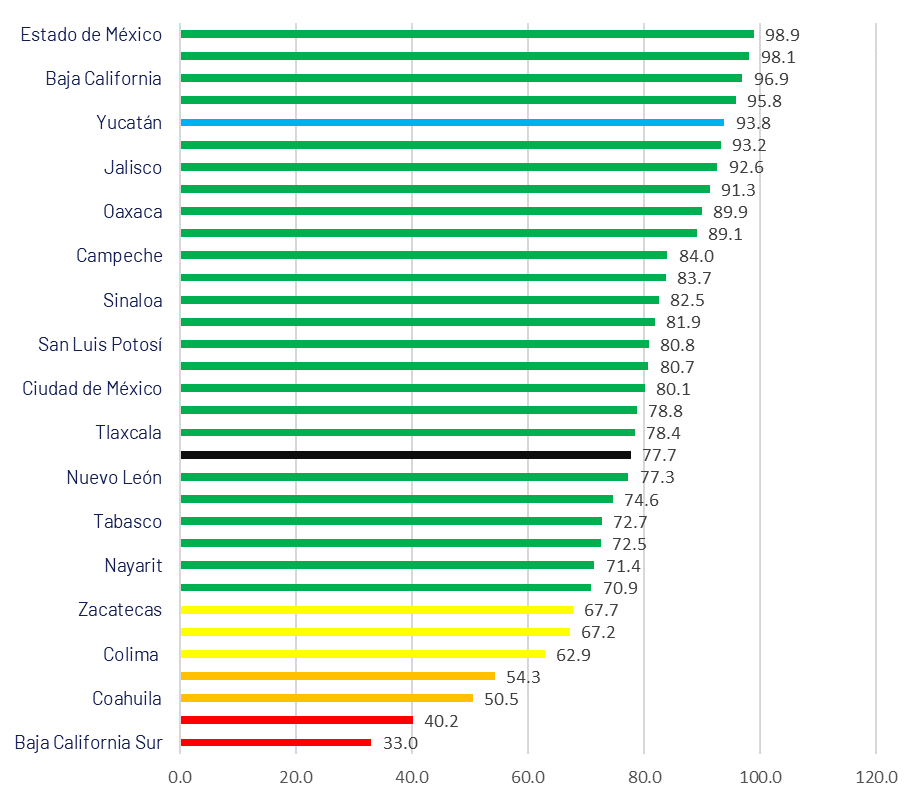 Estado de México 98.9
98.1
Baja California 96.9
95.8
Yucatán 93.8
93.2
Jalisco 92.6
91.3
Oaxaca 89.9
89.1
Campeche 84.0
83.7
Sinaloa 82.5
81.9
San Luis Potosí 80.8
80.7
Ciudad de México 80.1
78.8
Tlaxcala 78.4
77.7
Nuevo León 77.3
74.6
Tabasco 72.7
72.5
Nayarit 71.4
70.9
Zacatecas 67.7
67.2
Colima 62.9
54.3
Coahuila 50.5
40.2
Baja California Sur 33.0
0.0 20.0 40.0 60.0 80.0 100.0 120.0